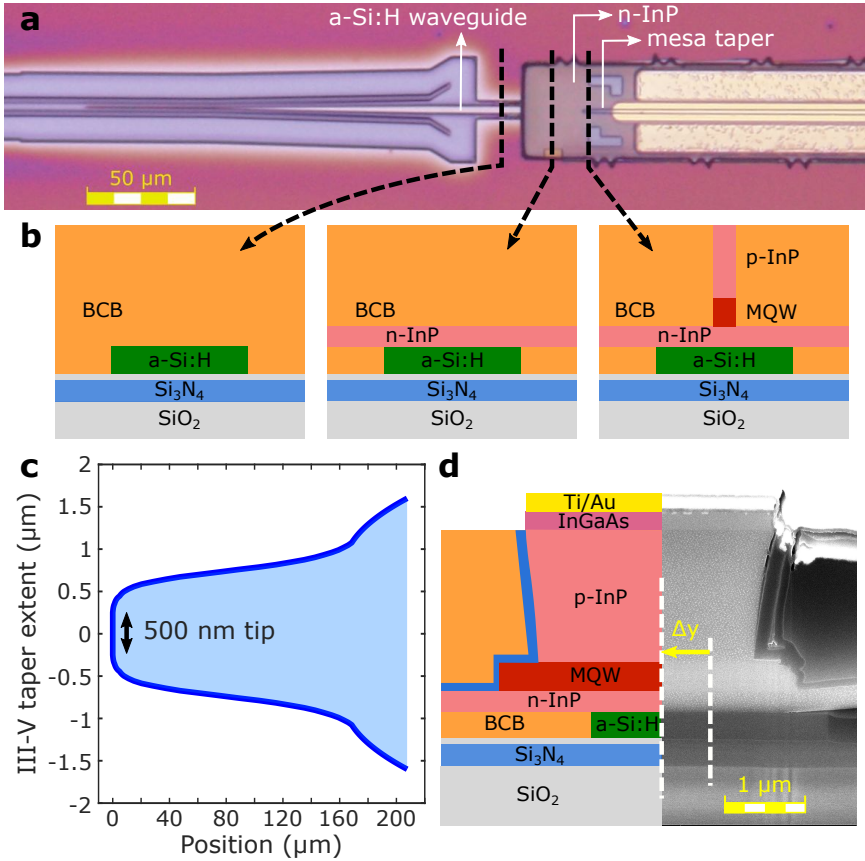 a
a-Si:H waveguide
n-InP
mesa taper
50 μm
b
BCB
a-Si:H
Si₃N₄
SiO₂
BCB
n-InP
a-Si:H
Si₃N₄
SiO₂
p-InP
BCB
MQW
n-InP
a-Si:H
Si₃N₄
SiO₂
c
III-V taper extent (μm)
2
1.5
1
0.5
0
-0.5
-1
-1.5
-2
500 nm tip
0 40 80 120 160 200
Position (μm)
d
Ti/Au
InGaAs
p-InP
Δy
MQW
n-InP
BCB
a-Si:H
Si₃N₄
SiO₂
1 μm